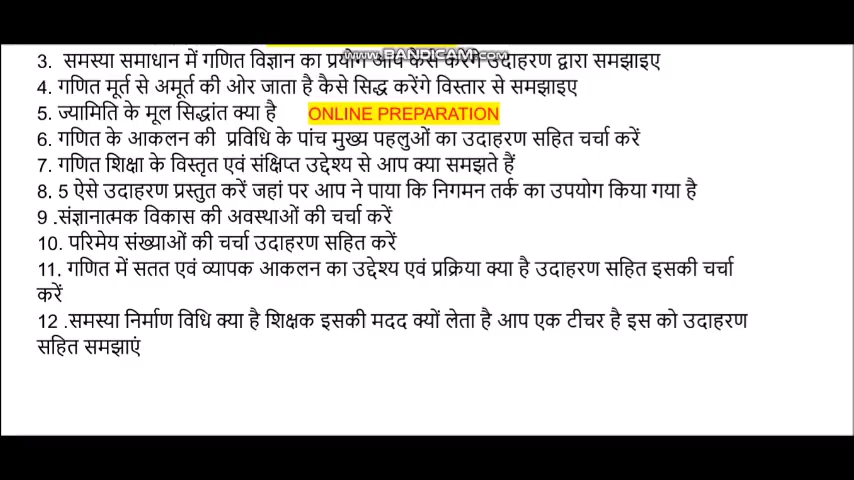 www.BANDICAM.com
3. समस्या समाधान में गणित विज्ञान का प्रयोग आप कैसे करेंगे उदाहरण द्वारा समझाइए
4. गणित मूर्त से अमूर्त की ओर जाता है कैसे सिद्ध करेंगे विस्तार से समझाइए
5. ज्यामिति के मूल सिद्धांत क्या है ONLINE PREPARATION
6. गणित के आकलन की प्रविधि के पांच मुख्य पहलुओं का उदाहरण सहित चर्चा करें
7. गणित शिक्षा के विस्तृत एवं संक्षिप्त उद्देश्य से आप क्या समझते हैं
8. 5 ऐसे उदाहरण प्रस्तुत करें जहां पर आप ने पाया कि निगमन तर्क का उपयोग किया गया है
9 .संज्ञानात्मक विकास की अवस्थाओं की चर्चा करें
10. परिमेय संख्याओं की चर्चा उदाहरण सहित करें
11. गणित में सतत एवं व्यापक आकलन का उद्देश्य एवं प्रक्रिया क्या है उदाहरण सहित इसकी चर्चा
करें
12 .समस्या निर्माण विधि क्या है शिक्षक इसकी मदद क्यों लेता है आप एक टीचर है इस को उदाहरण
सहित समझाएं